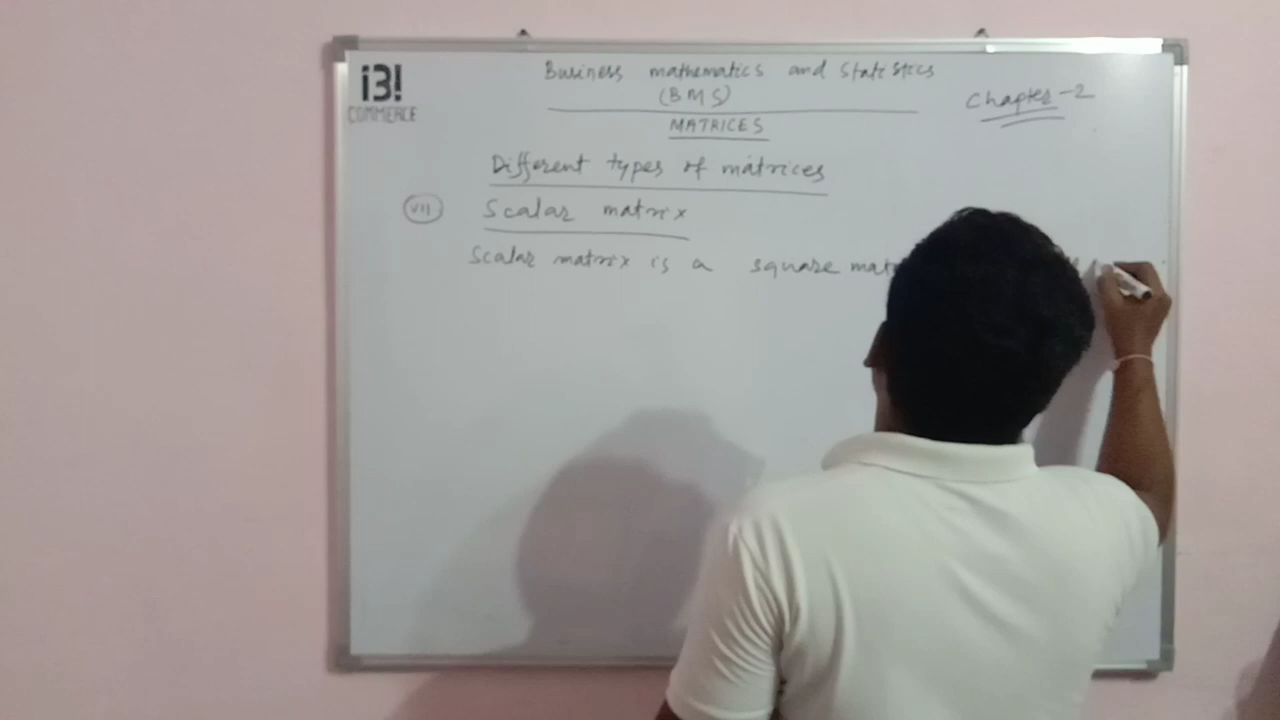 i3!
COMMERCE
Business mathematics and statistics
(BMS)
Chapter-2
MATRICES
Different types of matrices
VII Scalar matrix
Scalar matrix is a square